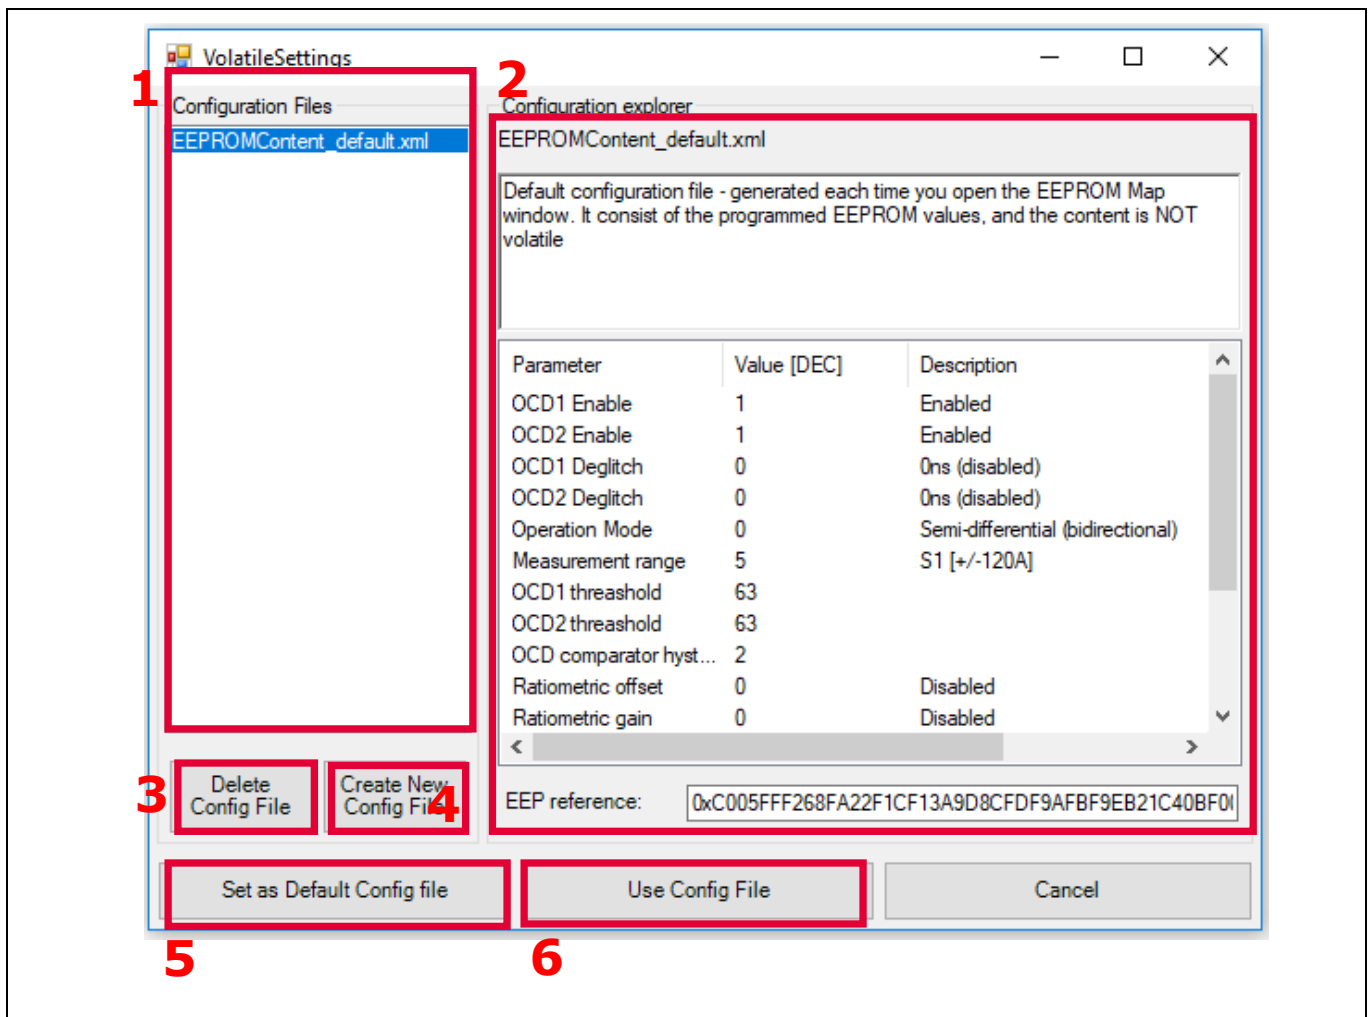 VolatileSettings
1
2
Configuration Files
Configuration explorer
EEPROMContent_default.xml
EEPROMContent_default.xml
Default configuration file - generated each time you open the EEPROM Map
window. It consist of the programmed EEPROM values, and the content is NOT
volatile
Parameter Value [DEC] Description
OCD1 Enable 1 Enabled
OCD2 Enable 1 Enabled
OCD1 Deglitch 0 0ns (disabled)
OCD2 Deglitch 0 0ns (disabled)
Operation Mode 0 Semi-differential (bidirectional)
Measurement range 5 S1 [+/-120A]
OCD1 threashold 63
OCD2 threashold 63
OCD comparator hyst... 2
Ratiometric offset 0 Disabled
Ratiometric gain 0 Disabled
3
Delete
Config File
Create New
Config File
4
EEP reference: 0xC005FFF268FA22F1CF13A9D8CFDF9AFBF9EB21C40BF0
Set as Default Config file
Use Config File
Cancel
5
6